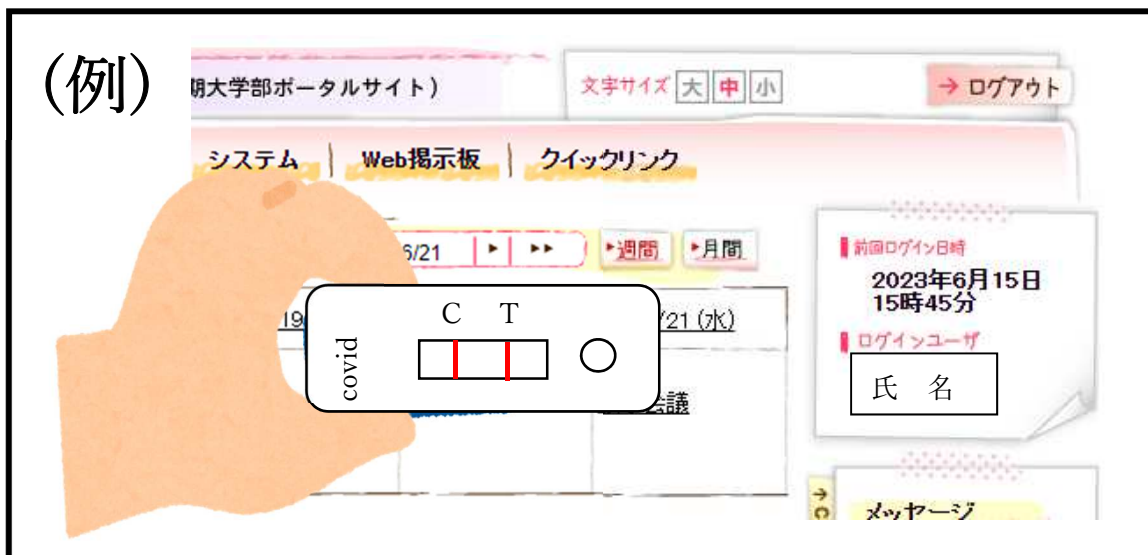 (例)
期大学部ポータルサイト)
文字サイズ 大 中 小
→ ログアウト
システム | Web掲示板 | クイックリンク
6/21
週間
月間
前回ログイン日時
2023年6月15日
15時45分
19
/21 (水)
C T
covid
ログインユーザ
氏 名
会議
メッセージ